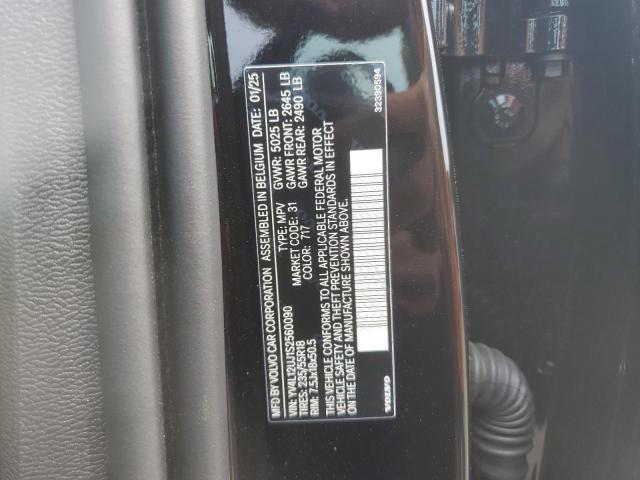 MFD BY VOLVO CAR CORPORATION ASSEMBLED IN BELGIUM DATE: 01/25
GVWR: 5025 LB
VIN: YV4L12UJ1S2560090 TYPE: MPV GAWR FRONT: 2645 LB
TIRES: 235/55R18 MARKET CODE: 31 GAWR REAR: 2490 LB
RIM: 7.5Jx18x50.5 COLOR: 717
THIS VEHICLE CONFORMS TO ALL APPLICABLE FEDERAL MOTOR
VEHICLE SAFETY AND THEFT PREVENTION STANDARDS IN EFFECT
ON THE DATE OF MANUFACTURE SHOWN ABOVE.
VOLVO 32390594